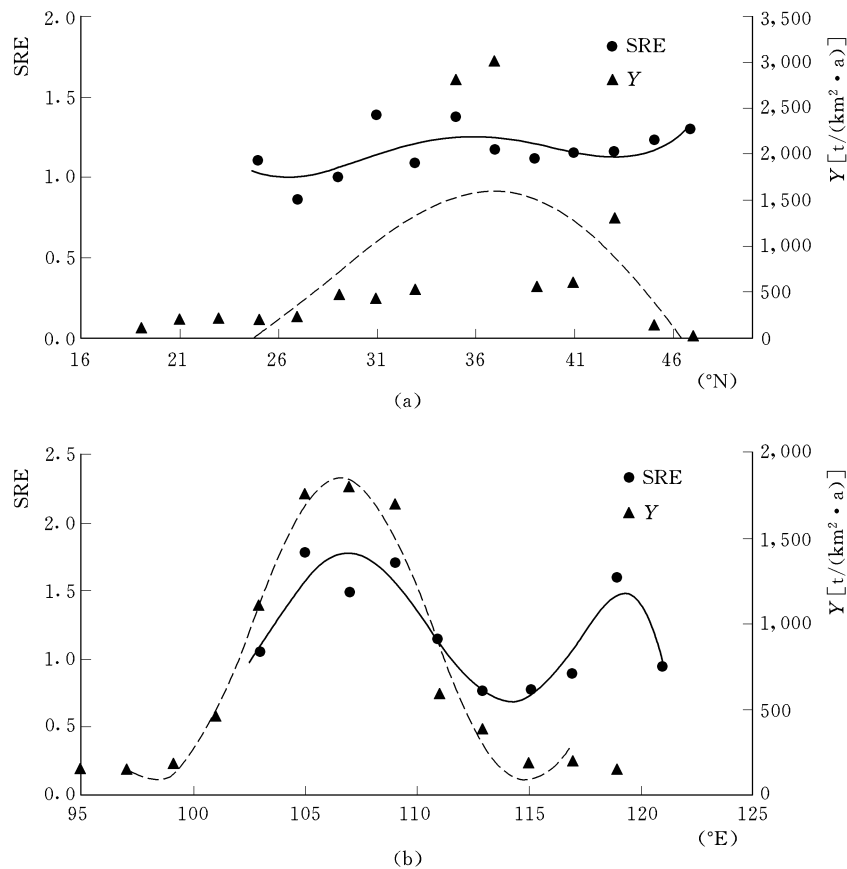 SRE
2.0
1.5
1.0
0.5
0.0
16 21 26 31 36 41 46
(°N)
3,500
3,000
2,500
2,000
1,500
1,000
500
0
Y[t/(km²·a)]
SRE
Y
(a)
SRE
2.5
2.0
1.5
1.0
0.5
0.0
95 100 105 110 115 120 125
(°E)
2,000
1,500
1,000
500
0
Y[t/(km²·a)]
SRE
Y
(b)